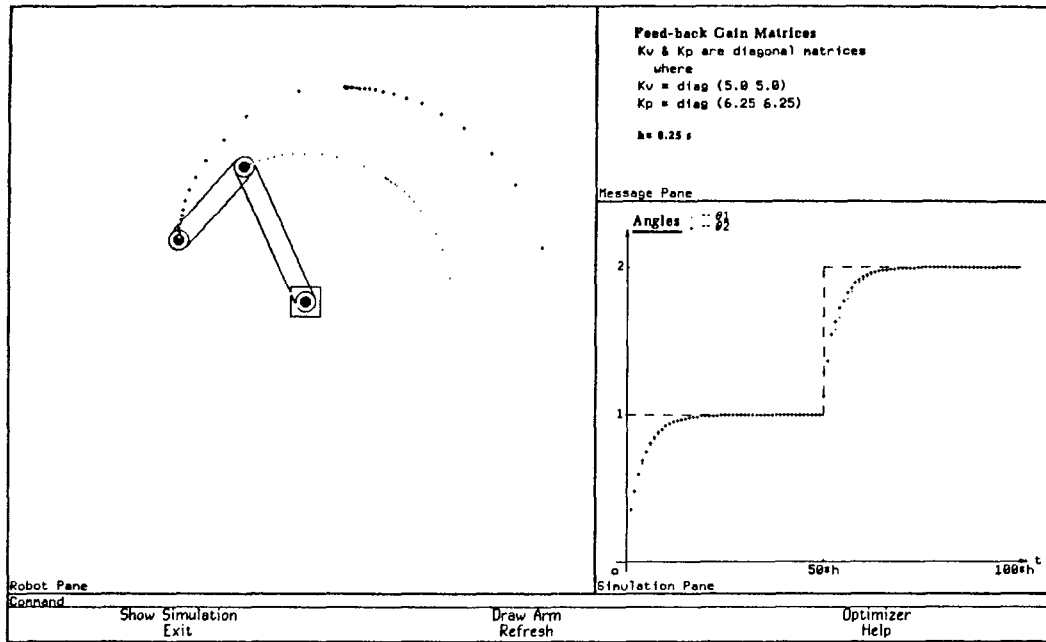 Feed-back Gain Matrices
Kv & Kp are diagonal matrices
where
Kv = diag (5.0 5.0)
Kp = diag (6.25 6.25)
h= 0.25 s
Message Pane
Angles : -- θ1
. -- θ2
2
1
0
50*h
100*h
t
Robot Pane
Simulation Pane
Command
Show Simulation
Draw Arm
Optimizer
Exit
Refresh
Help